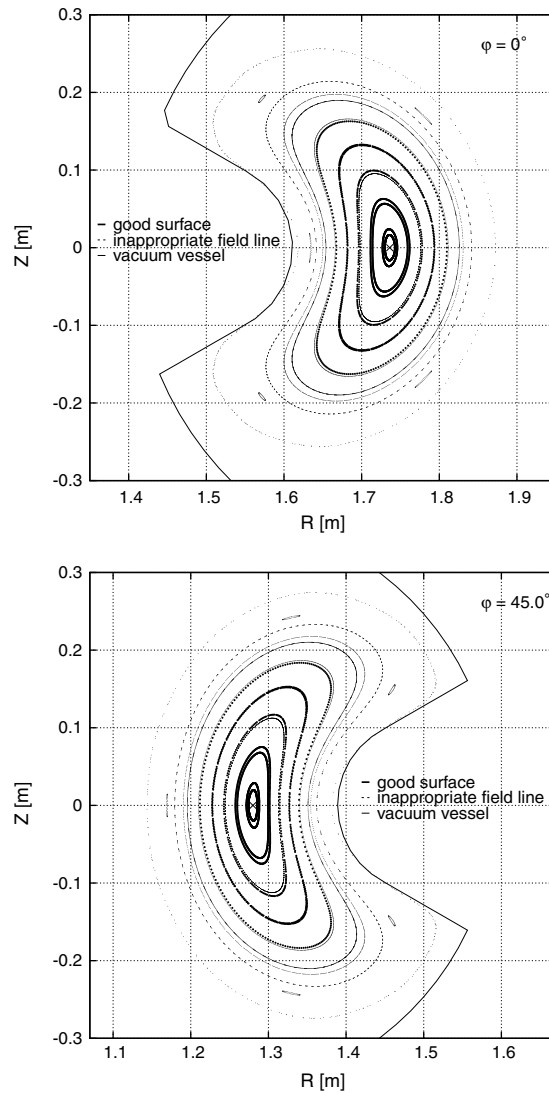 0.3
φ = 0°
0.2
0.1
good surface
0
inappropriate field line
vacuum vessel
Z [m]
-0.1
-0.2
-0.3
1.4 1.5 1.6 1.7 1.8 1.9
R [m]
0.3
φ = 45.0°
0.2
0.1
good surface
0
inappropriate field line
vacuum vessel
Z [m]
-0.1
-0.2
-0.3
1.1 1.2 1.3 1.4 1.5 1.6
R [m]